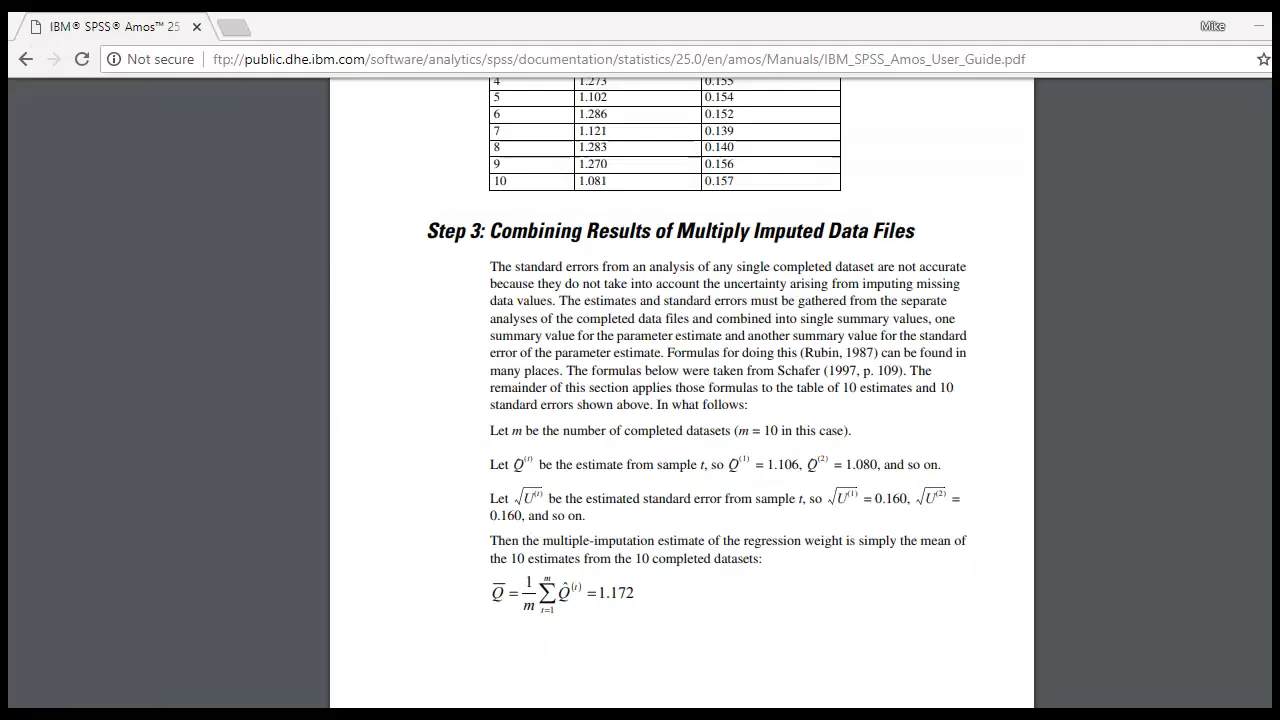 IBM® SPSS® Amos™ 25
Mike
Not secure ftp://public.dhe.ibm.com/software/analytics/spss/documentation/statistics/25.0/en/amos/Manuals/IBM_SPSS_Amos_User_Guide.pdf
4 1.273 0.155
5 1.102 0.154
6 1.286 0.152
7 1.121 0.139
8 1.283 0.140
9 1.270 0.156
10 1.081 0.157
Step 3: Combining Results of Multiply Imputed Data Files
The standard errors from an analysis of any single completed dataset are not accurate
because they do not take into account the uncertainty arising from imputing missing
data values. The estimates and standard errors must be gathered from the separate
analyses of the completed data files and combined into single summary values, one
summary value for the parameter estimate and another summary value for the standard
error of the parameter estimate. Formulas for doing this (Rubin, 1987) can be found in
many places. The formulas below were taken from Schafer (1997, p. 109). The
remainder of this section applies those formulas to the table of 10 estimates and 10
standard errors shown above. In what follows:
Let m be the number of completed datasets (m = 10 in this case).
Let Q̂⁽ᵗ⁾ be the estimate from sample t, so Q̂⁽¹⁾ = 1.106, Q̂⁽²⁾ = 1.080, and so on.
Let √U⁽ᵗ⁾ be the estimated standard error from sample t, so √U⁽¹⁾ = 0.160, √U⁽²⁾ =
0.160, and so on.
Then the multiple-imputation estimate of the regression weight is simply the mean of
the 10 estimates from the 10 completed datasets:
Q̅ = 1/m ∑ₜ₌₁ᵐ Q̂⁽ᵗ⁾ = 1.172